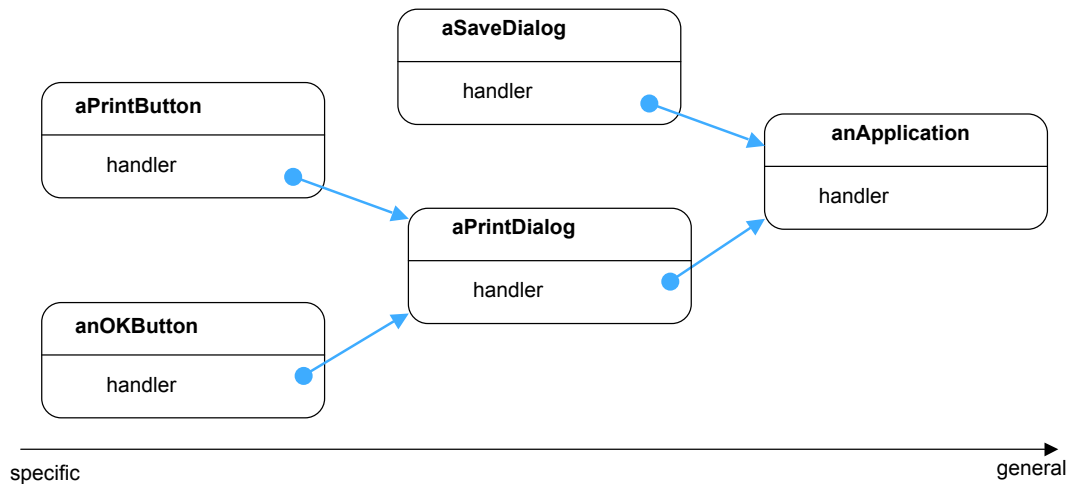 aSaveDialog
handler
aPrintButton
handler
anApplication
handler
aPrintDialog
handler
anOKButton
handler
specific
general